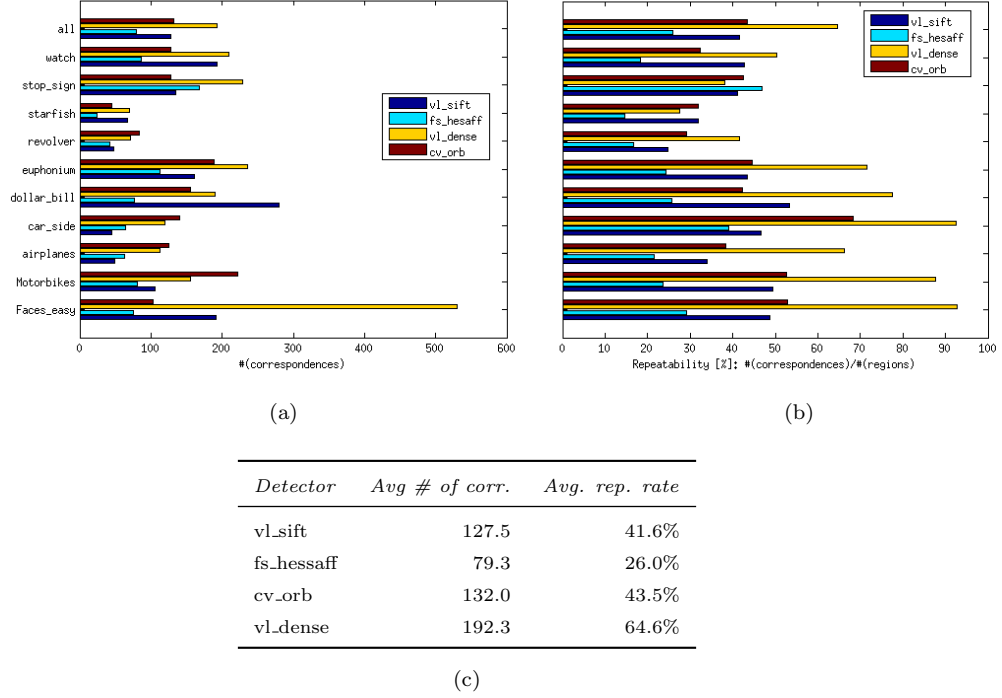 all
watch
stop_sign
starfish
revolver
euphonium
dollar_bill
car_side
airplanes
Motorbikes
Faces_easy
0 100 200 300 400 500 600
#(correspondences)
vl_sift
fs_hesaff
vl_dense
cv_orb
(a)
vl_sift
fs_hesaff
vl_dense
cv_orb
0 10 20 30 40 50 60 70 80 90 100
Repeatability [%]: #(correspondences)/#(regions)
(b)
Detector Avg # of corr. Avg. rep. rate
vl_sift 127.5 41.6%
fs_hessaff 79.3 26.0%
cv_orb 132.0 43.5%
vl_dense 192.3 64.6%
(c)